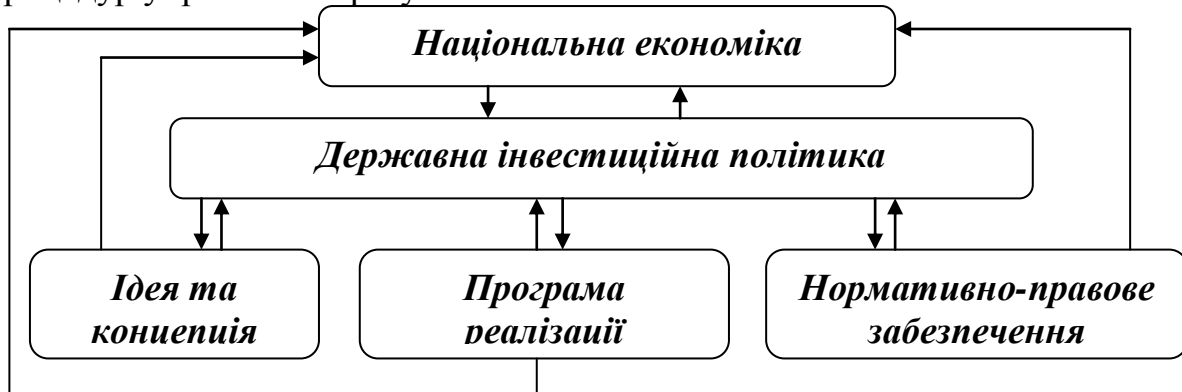 Національна економіка
Державна інвестиційна політика
Ідея та
концепція
Програма
реалізації
Нормативно-правове
забезпечення